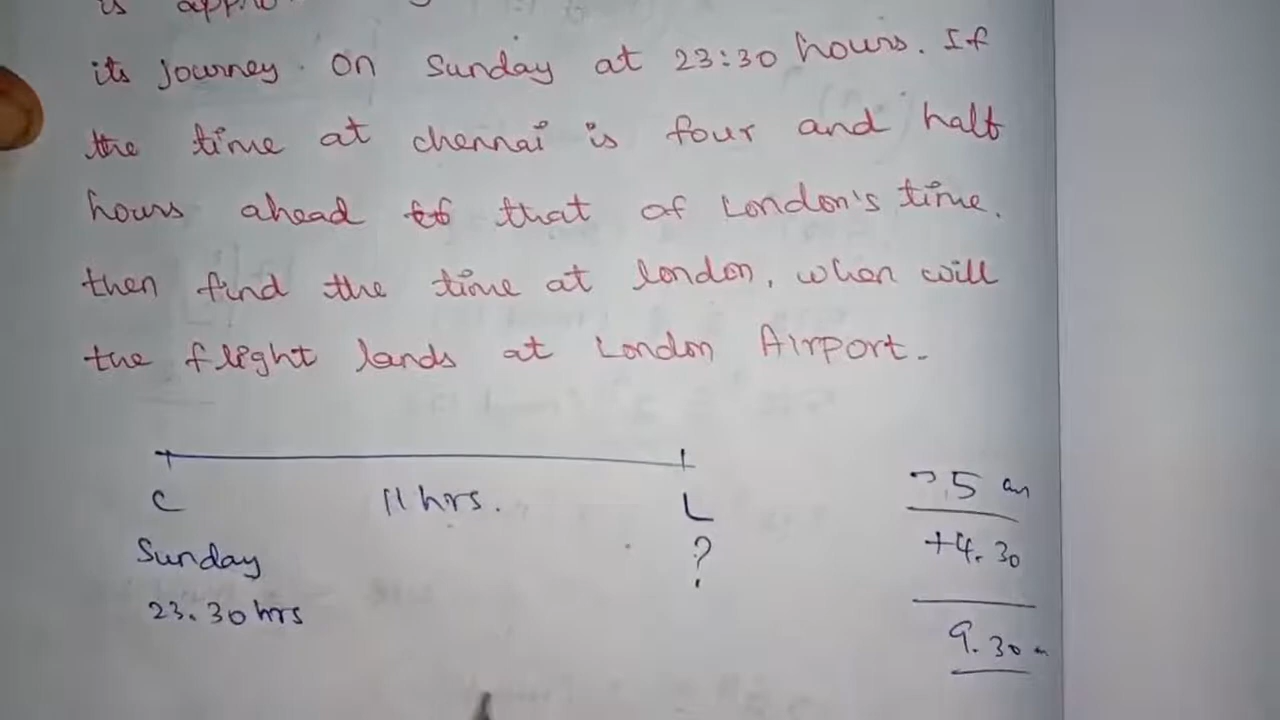 is
its journey. on sunday at 23:30 hours. If
the time at chennai is four and half
hours ahead that of London's time.
then find the time at london, when will
the flight lands at London Airport.
C 11 hrs. L
Sunday ?
23.30 hrs
5 am
+4.30
9.30